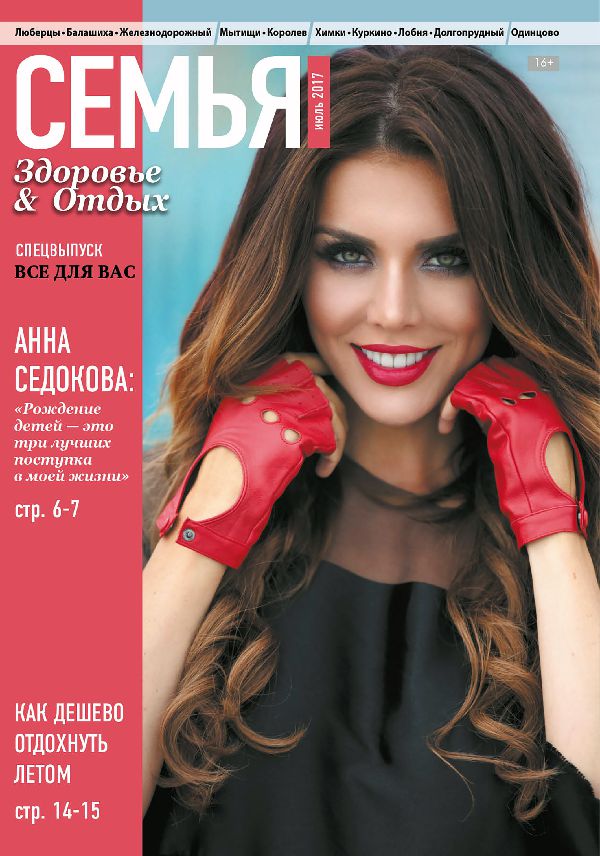 Люберцы • Балашиха • Железнодорожный / Мытищи • Королев / Химки • Куркино • Лобня • Долгопрудный / Одинцово
16+
СЕМЬЯ
июль 2017
Здоровье
& Отдых
СПЕЦВЫПУСК
ВСЕ ДЛЯ ВАС
АННА
СЕДОКОВА:
«Рождение
детей — это
три лучших
поступка
в моей жизни»
стр. 6-7
КАК ДЕШЕВО
ОТДОХНУТЬ
ЛЕТОМ
стр. 14-15